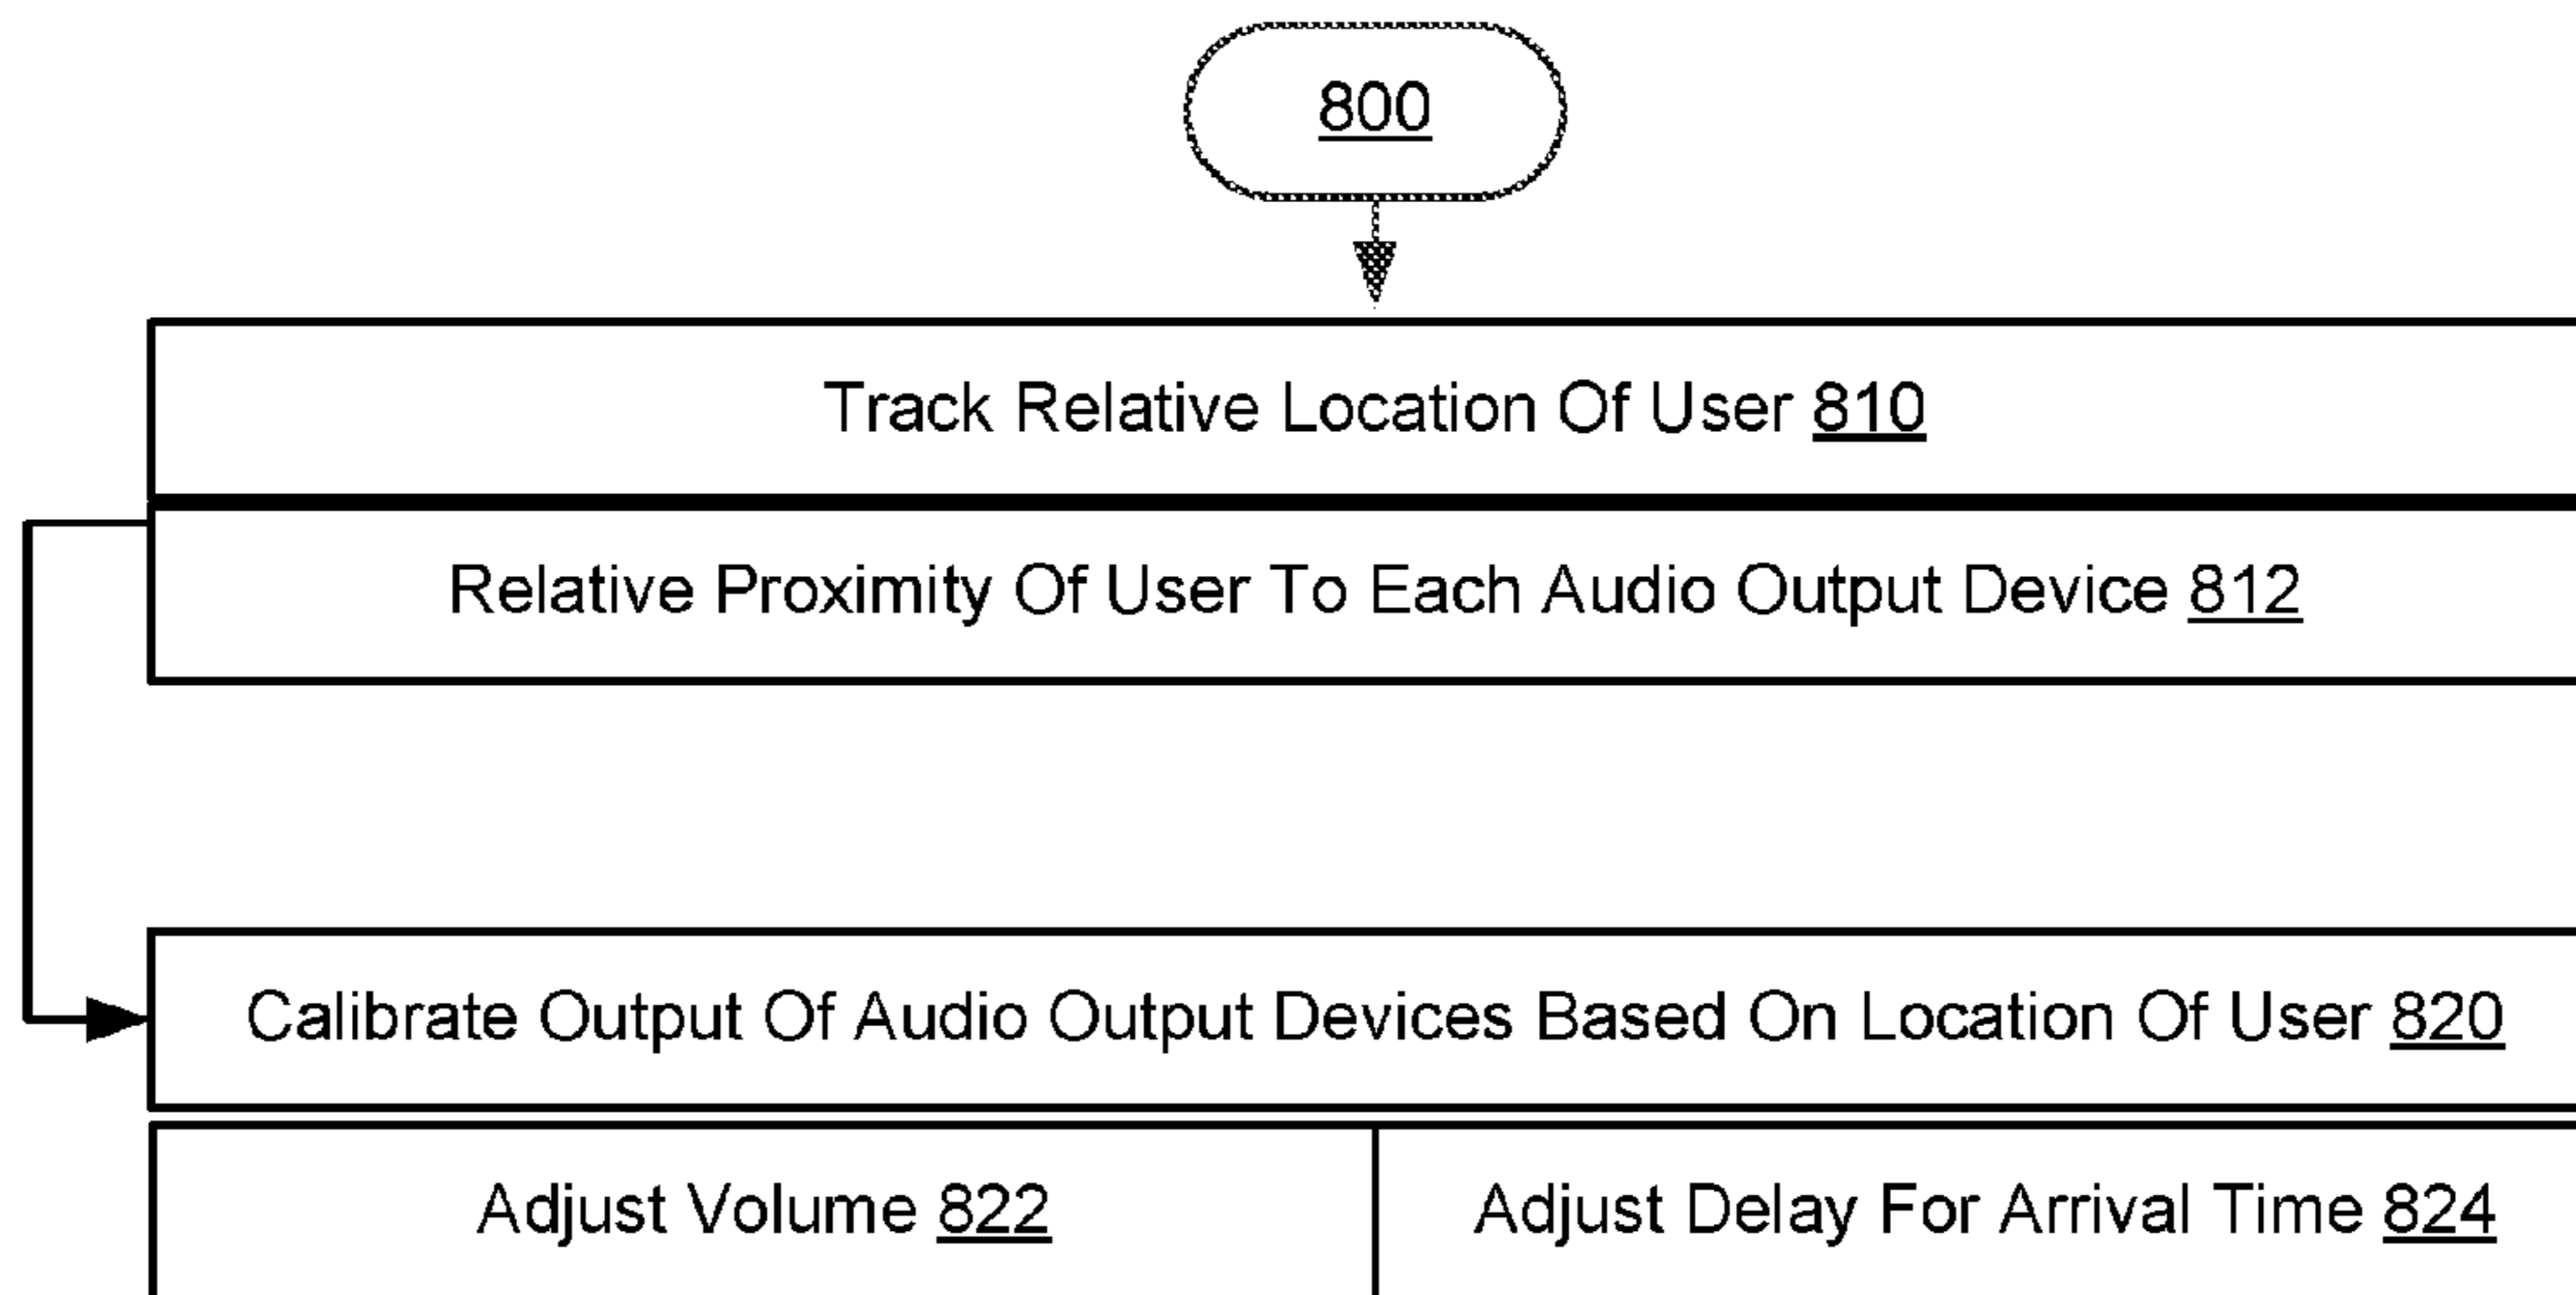 800
Track Relative Location Of User 810
Relative Proximity Of User To Each Audio Output Device 812
Calibrate Output Of Audio Output Devices Based On Location Of User 820
Adjust Volume 822
Adjust Delay For Arrival Time 824